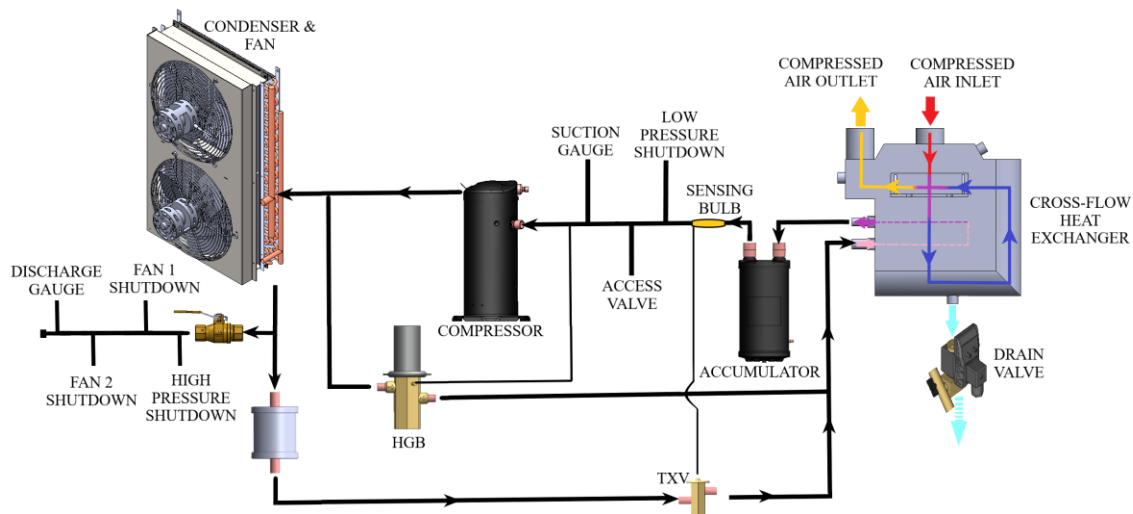 CONDENSER &
FAN
COMPRESSED
AIR OUTLET
COMPRESSED
AIR INLET
SUCTION
GAUGE
LOW
PRESSURE
SHUTDOWN
SENSING
BULB
CROSS-FLOW
HEAT
EXCHANGER
DISCHARGE
GAUGE
FAN 1
SHUTDOWN
ACCESS
VALVE
COMPRESSOR
ACCUMULATOR
DRAIN
VALVE
FAN 2
SHUTDOWN
HIGH
PRESSURE
SHUTDOWN
HGB
TXV